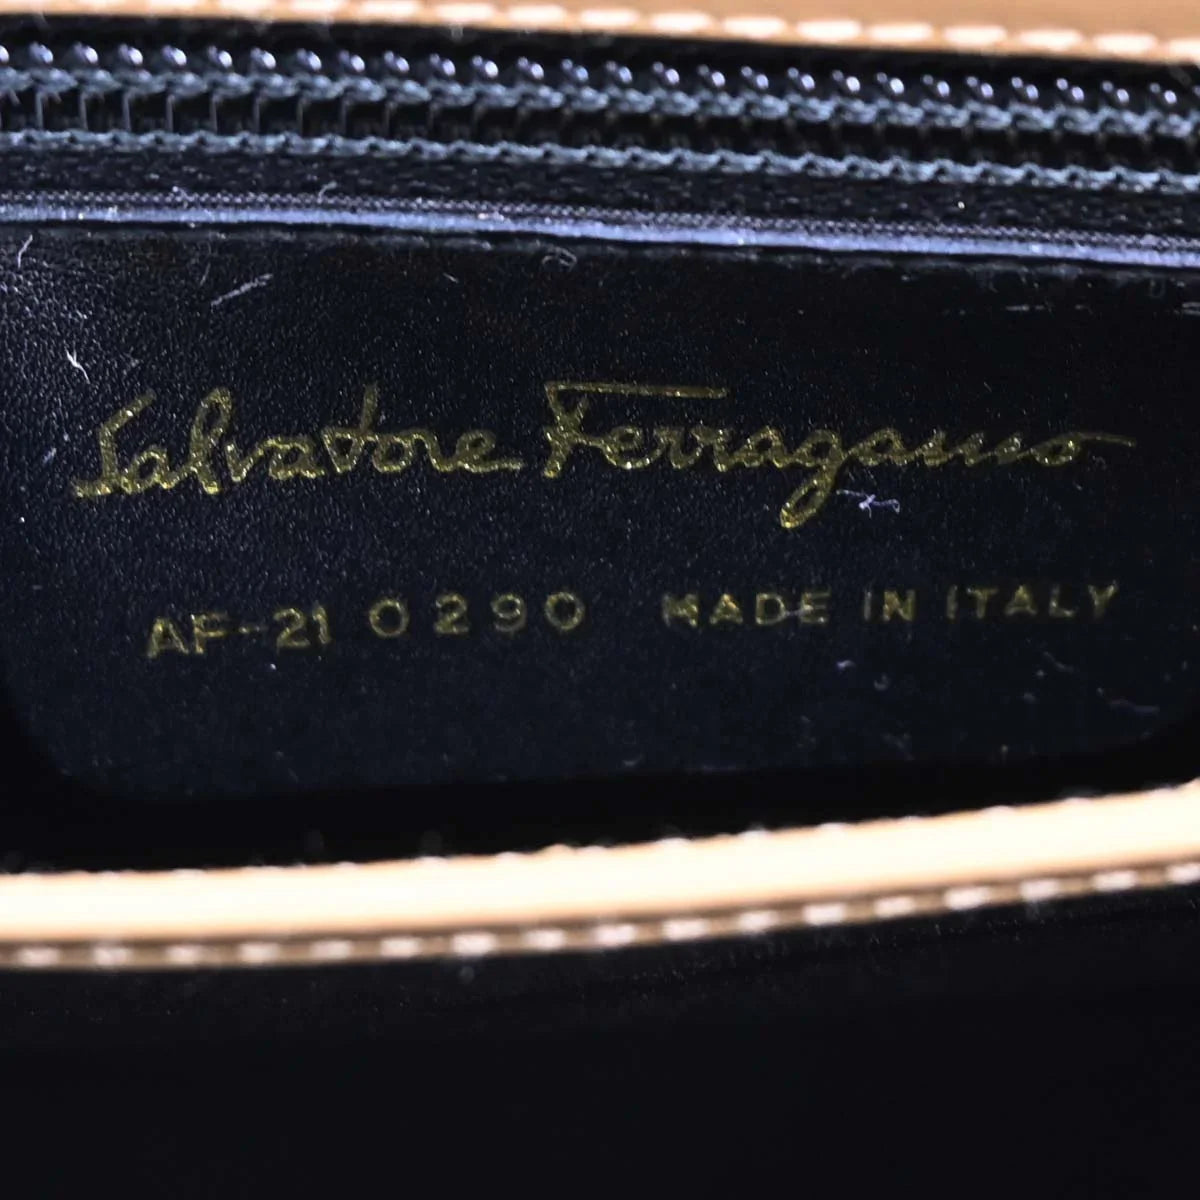 Salvatore Ferragamo
AF-21 0290 MADE IN ITALY